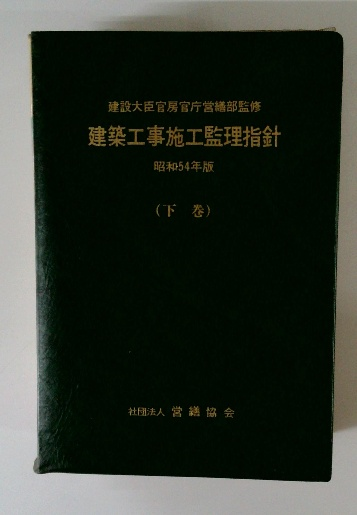 建設大臣官房官庁営繕部監修
建築工事施工監理指針
昭和54年版
(下 巻)
社団法人 営繕協会